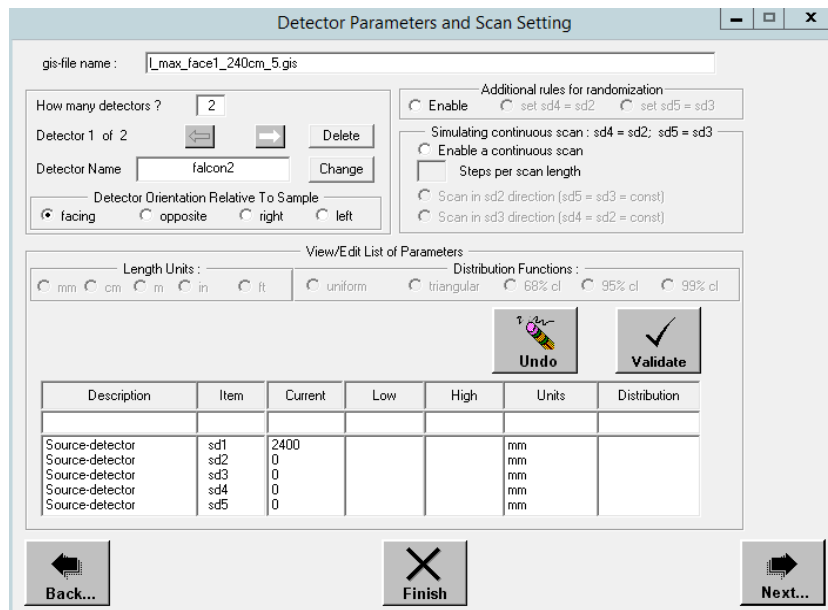 Detector Parameters and Scan Setting
gis-file name : l_max_face1_240cm_5.gis
How many detectors ? 2
Detector 1 of 2 Delete
Detector Name falcon2 Change
Detector Orientation Relative To Sample
facing opposite right left
Additional rules for randomization
Enable set sd4 = sd2 set sd5 = sd3
Simulating continuous scan : sd4 = sd2; sd5 = sd3
Enable a continuous scan
Steps per scan length
Scan in sd2 direction (sd5 = sd3 = const)
Scan in sd3 direction (sd4 = sd2 = const)
View/Edit List of Parameters
Length Units :
mm cm m in ft
Distribution Functions :
uniform triangular 68% cl 95% cl 99% cl
Undo Validate
Description Item Current Low High Units Distribution
Source-detector sd1 2400 mm
Source-detector sd2 0 mm
Source-detector sd3 0 mm
Source-detector sd4 0 mm
Source-detector sd5 0 mm
Back... Finish Next...